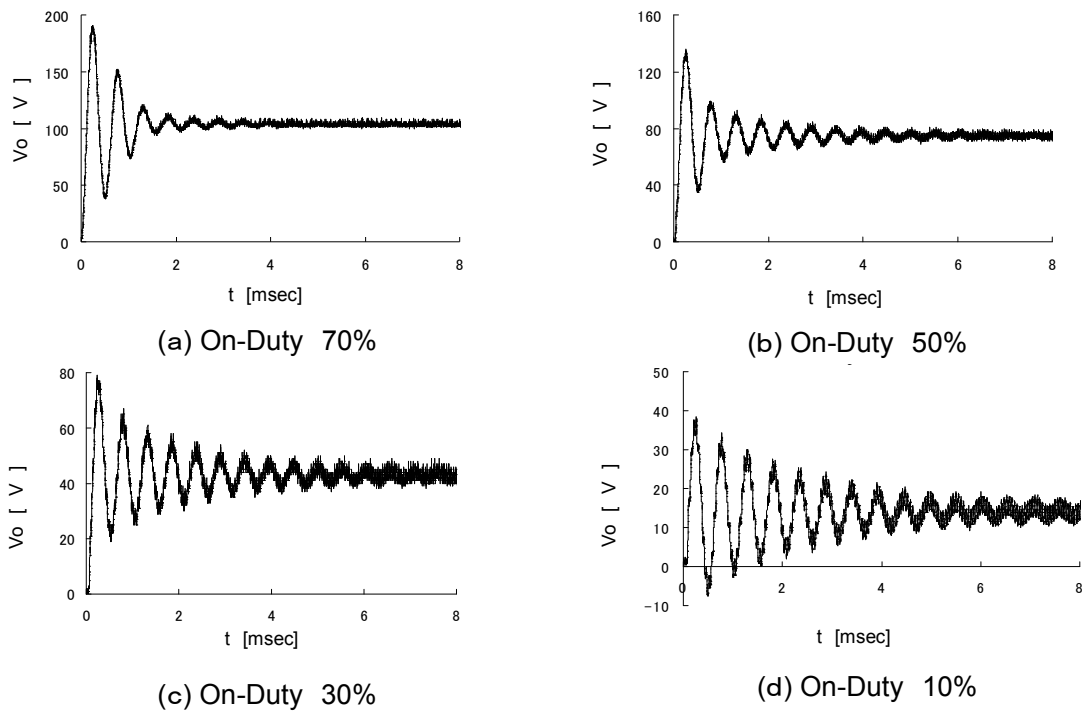 200
150
100
50
0
Vo [ V ]
0 2 4 6 8
t [msec]
(a) On-Duty 70%
160
120
80
40
0
Vo [ V ]
0 2 4 6 8
t [msec]
(b) On-Duty 50%
80
60
40
20
0
Vo [ V ]
0 2 4 6 8
t [msec]
(c) On-Duty 30%
50
40
30
20
10
0
-10
Vo [ V ]
0 2 4 6 8
t [msec]
(d) On-Duty 10%